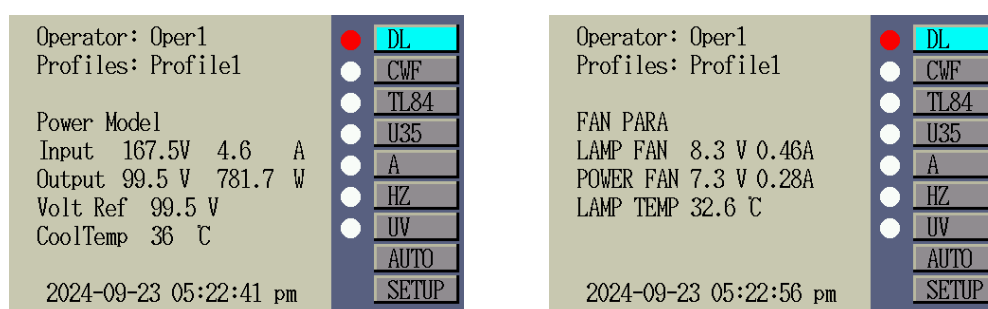 Operator: Oper1
Profiles: Profile1
Power Model
Input 167.5V 4.6 A
Output 99.5 V 781.7 W
Volt Ref 99.5 V
CoolTemp 36 ℃
2024-09-23 05:22:41 pm
DL
CWF
TL84
U35
A
HZ
UV
AUTO
SETUP
Operator: Oper1
Profiles: Profile1
FAN PARA
LAMP FAN 8.3 V 0.46A
POWER FAN 7.3 V 0.28A
LAMP TEMP 32.6 ℃
2024-09-23 05:22:56 pm
DL
CWF
TL84
U35
A
HZ
UV
AUTO
SETUP